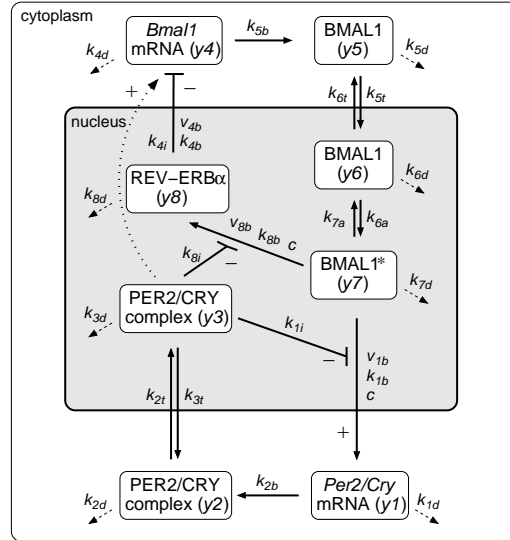 cytoplasm
Bmal1
mRNA (y4)
k5b
BMAL1
(y5)
k4d
k5d
+
−
k6t
k5t
nucleus
v4b
k4i
k4b
BMAL1
(y6)
REV−ERBα
(y8)
k6d
k8d
v8b
k8b
c
k7a
k6a
k8i
−
BMAL1*
(y7)
PER2/CRY
complex (y3)
k7d
k3d
k1i
−
v1b
k1b
c
k2t
k3t
+
PER2/CRY
complex (y2)
k2b
Per2/Cry
mRNA (y1)
k2d
k1d